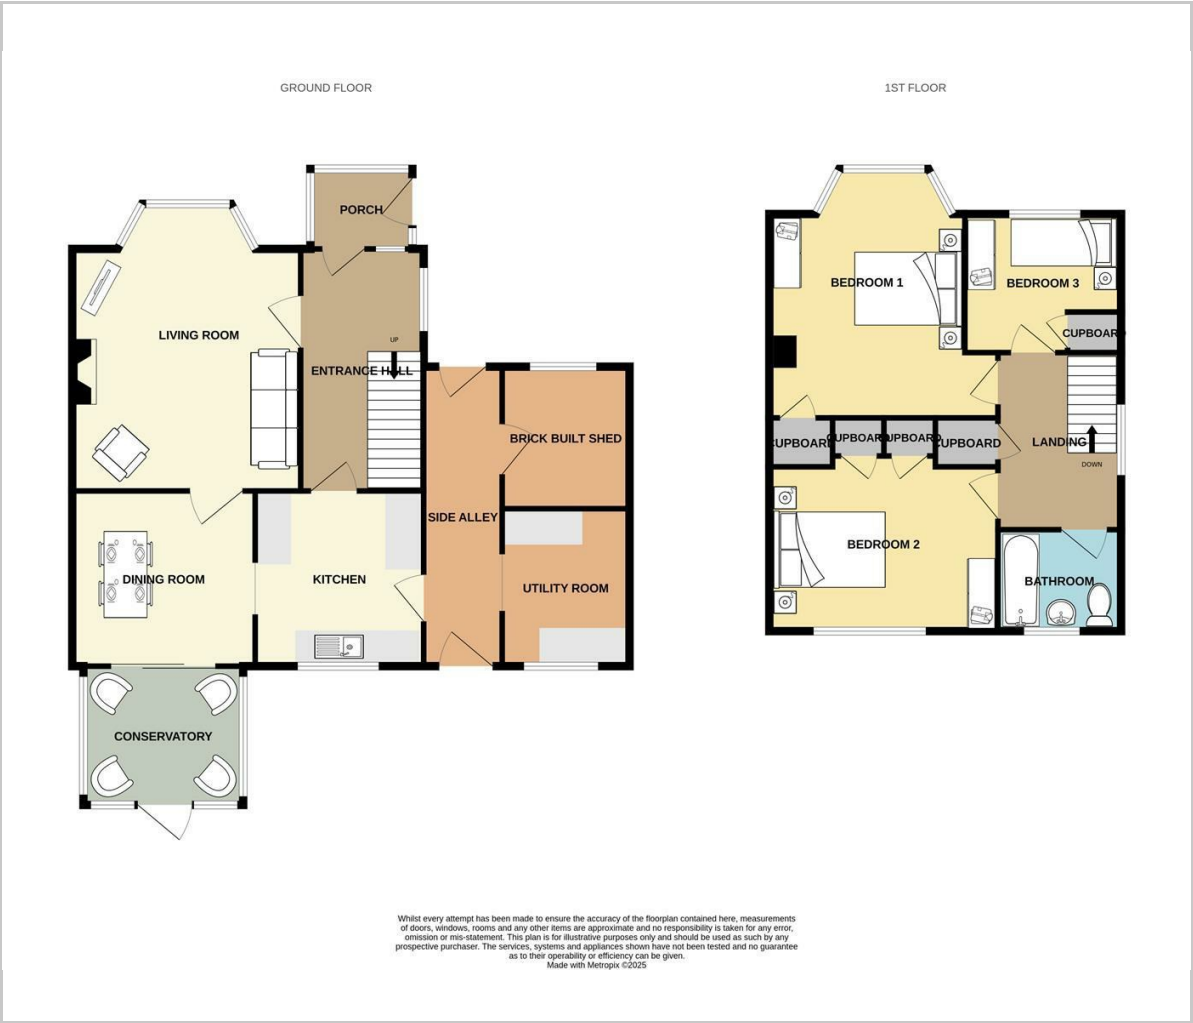 GROUND FLOOR
1ST FLOOR
PORCH
LIVING ROOM
UP
ENTRANCE HALL
BRICK BUILT SHED
SIDE ALLEY
DINING ROOM
KITCHEN
UTILITY ROOM
CONSERVATORY
BEDROOM 1
BEDROOM 3
CUPBOARD
CUPBOARD
CUPBOARD
CUPBOARD
CUPBOARD
LANDING
DOWN
BEDROOM 2
BATHROOM
Whilst every attempt has been made to ensure the accuracy of the floorplan contained here, measurements
of doors, windows, rooms and any other items are approximate and no responsibility is taken for any error,
omission or mis-statement. This plan is for illustrative purposes only and should be used as such by any
prospective purchaser. The services, systems and appliances shown have not been tested and no guarantee
as to their operability or efficiency can be given.
Made with Metropix ©2025